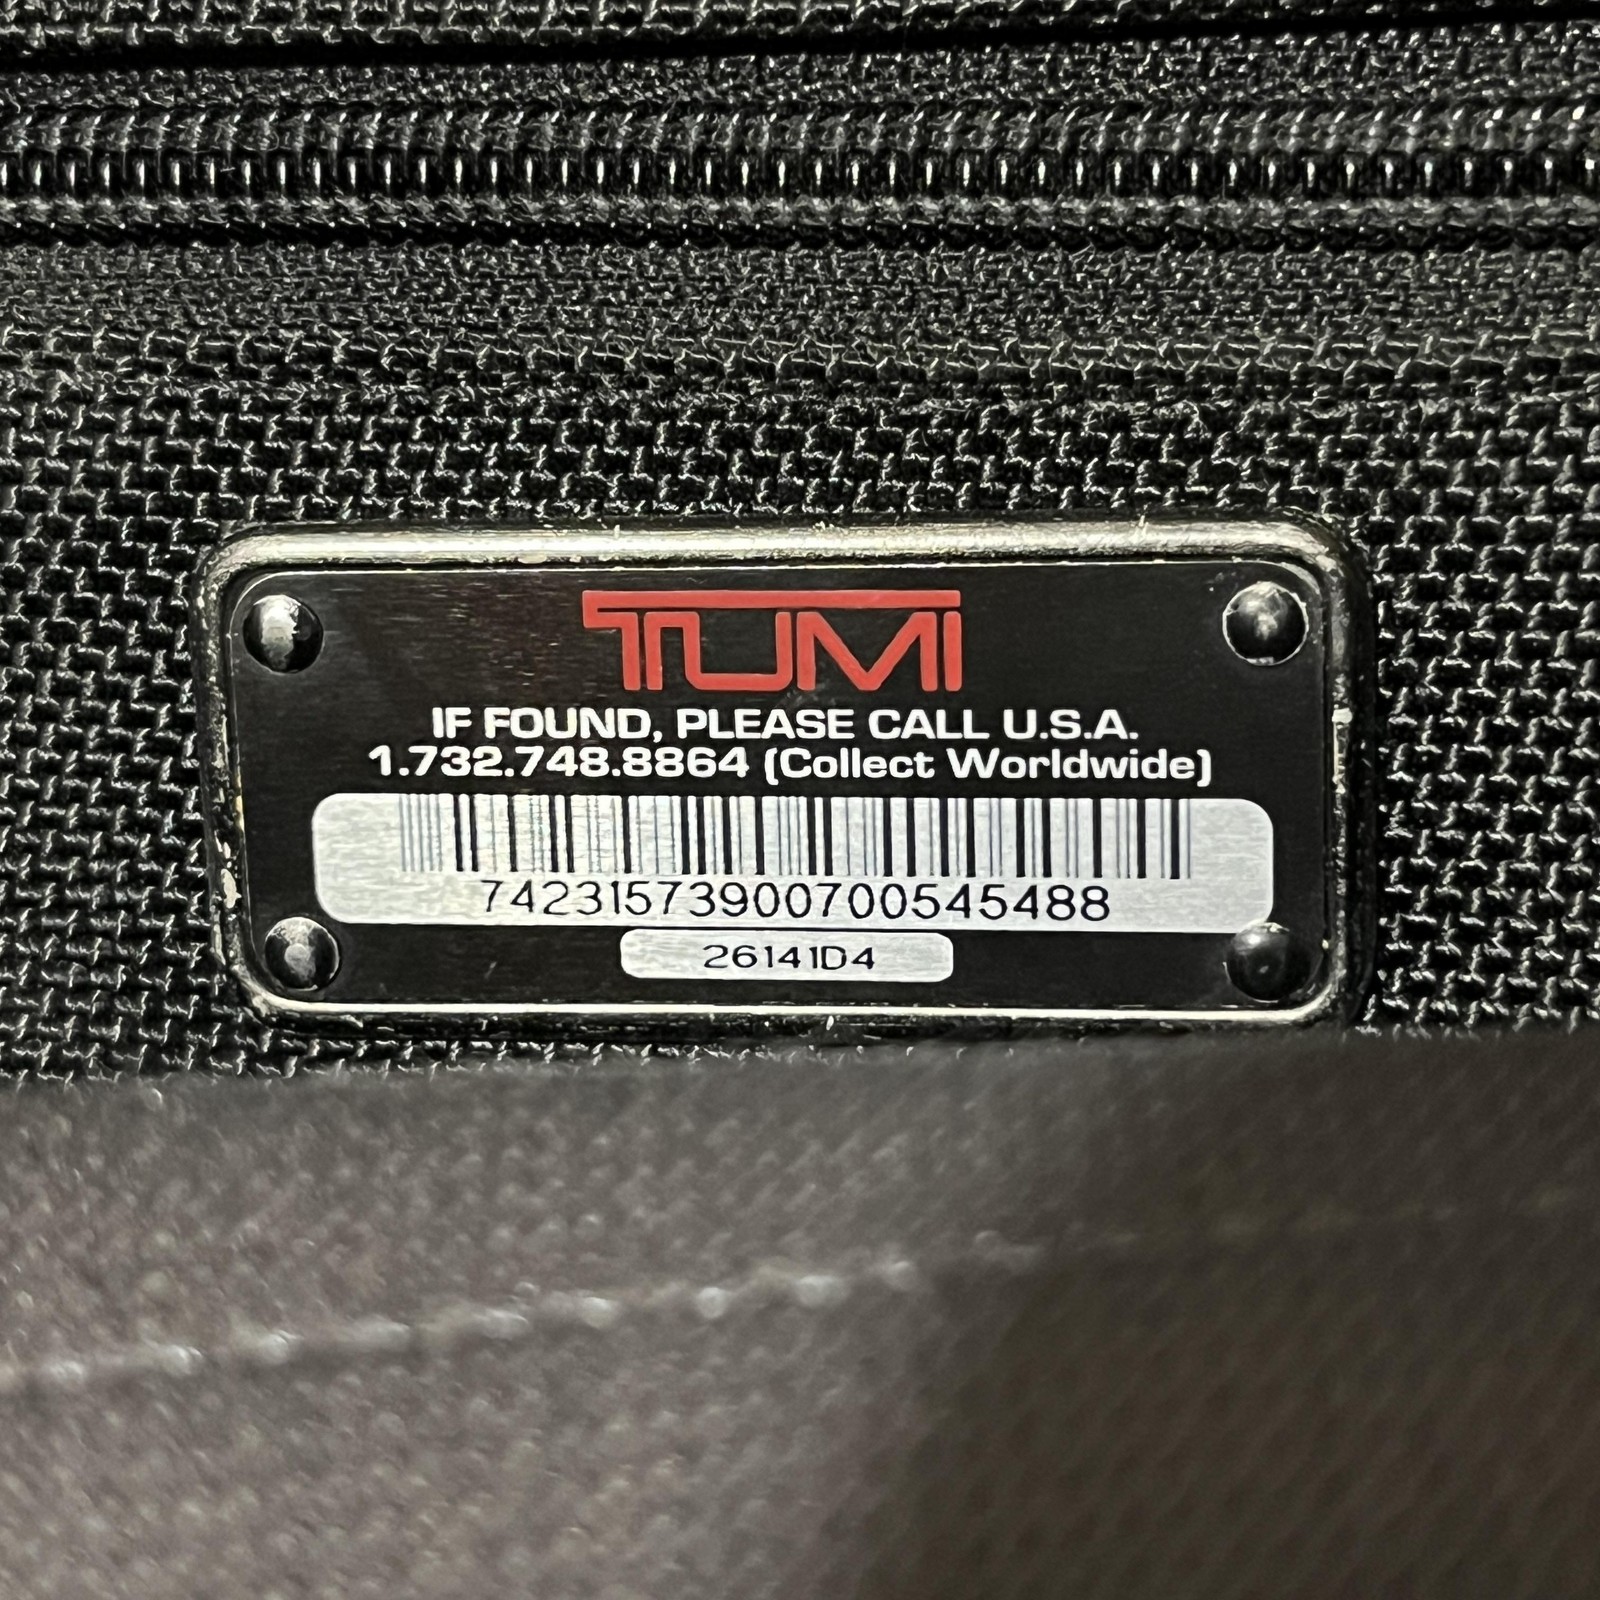 TUMI
IF FOUND, PLEASE CALL U.S.A.
1.732.748.8864 (Collect Worldwide)
74231573900700545488
26141D4